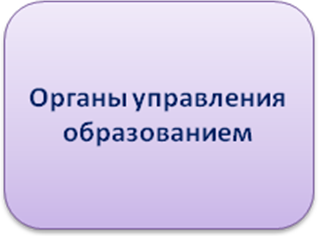 Органы управления
образованием